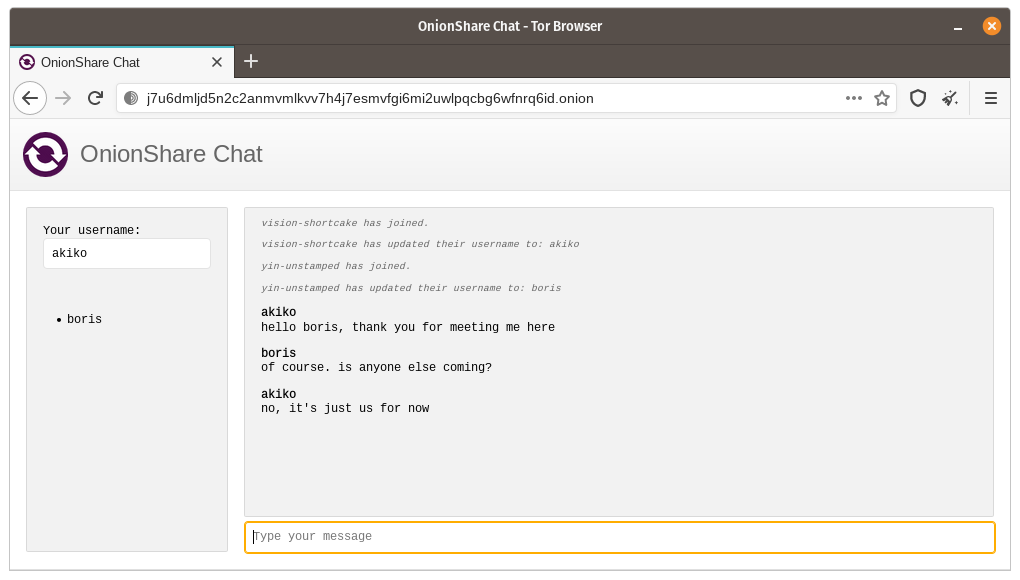 OnionShare Chat - Tor Browser
OnionShare Chat
j7u6dmljd5n2c2anmvmlkvv7h4j7esmvfgi6mi2uwlpqcbg6wfnrq6id.onion
OnionShare Chat
Your username:
akiko
• boris
vision-shortcake has joined.
vision-shortcake has updated their username to: akiko
yin-unstamped has joined.
yin-unstamped has updated their username to: boris
akiko
hello boris, thank you for meeting me here
boris
of course. is anyone else coming?
akiko
no, it's just us for now
Type your message